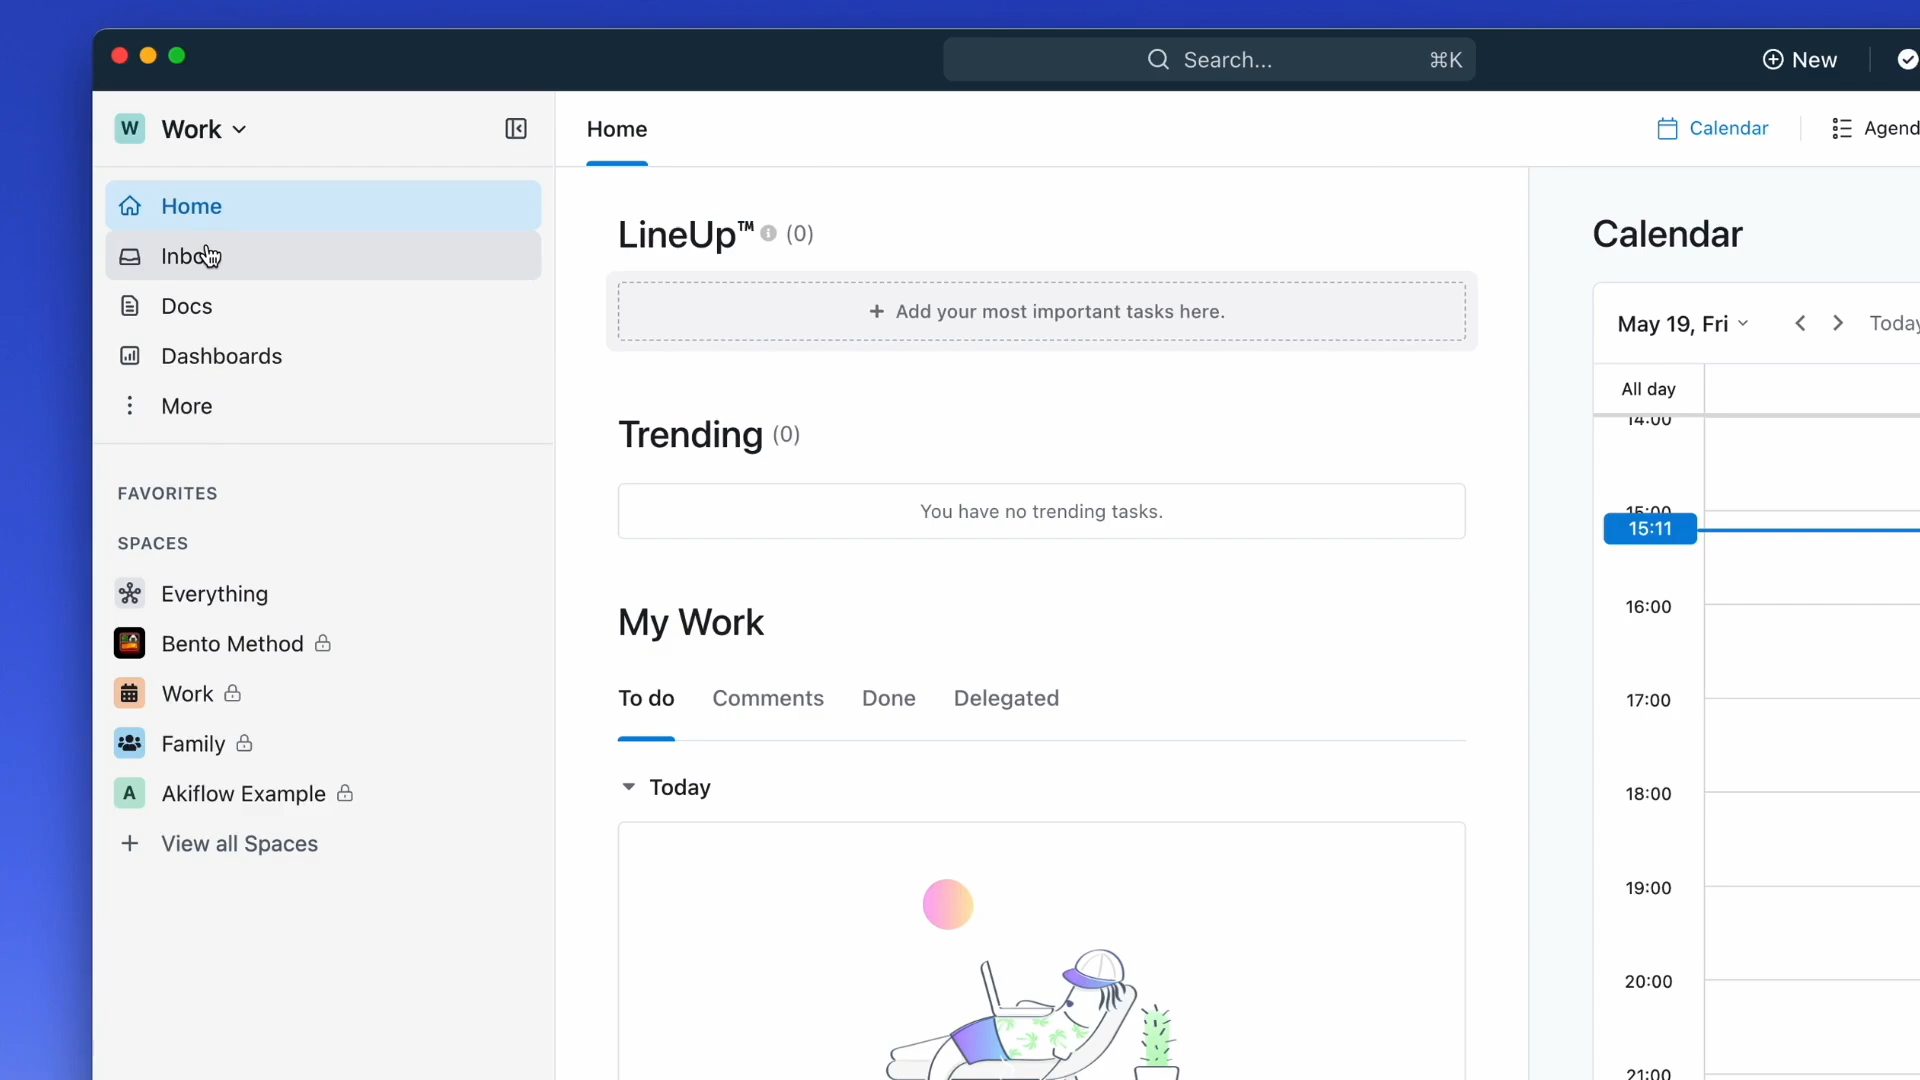 Search... ⌘K
New
W Work
Home
Inbox
Docs
Dashboards
More
FAVORITES
SPACES
Everything
Bento Method
Work
Family
A Akiflow Example
+ View all Spaces
Home
Calendar
Agend
LineUp™ (0)
+ Add your most important tasks here.
Trending (0)
You have no trending tasks.
My Work
To do Comments Done Delegated
Today
Calendar
May 19, Fri
Today
All day
14:00
15:00
15:11
16:00
17:00
18:00
19:00
20:00
21:00